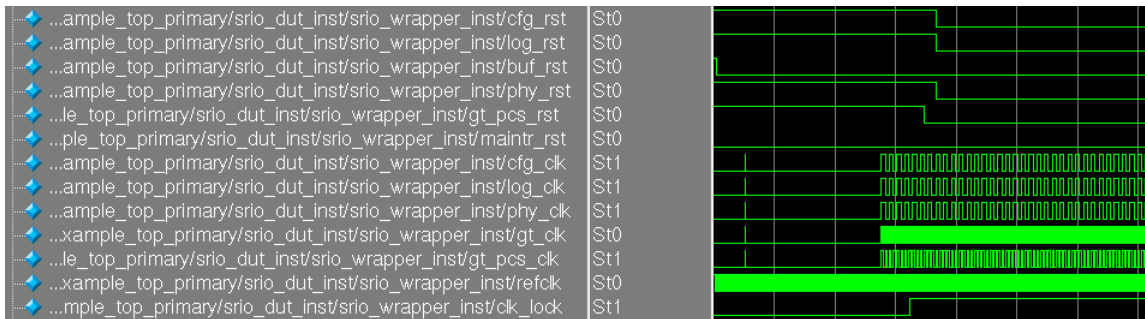 ...ample_top_primary/srio_dut_inst/srio_wrapper_inst/cfg_rst St0
...ample_top_primary/srio_dut_inst/srio_wrapper_inst/log_rst St0
...ample_top_primary/srio_dut_inst/srio_wrapper_inst/buf_rst St0
...ample_top_primary/srio_dut_inst/srio_wrapper_inst/phy_rst St0
...le_top_primary/srio_dut_inst/srio_wrapper_inst/gt_pcs_rst St0
...ple_top_primary/srio_dut_inst/srio_wrapper_inst/maintr_rst St0
...ample_top_primary/srio_dut_inst/srio_wrapper_inst/cfg_clk St1
...ample_top_primary/srio_dut_inst/srio_wrapper_inst/log_clk St1
...ample_top_primary/srio_dut_inst/srio_wrapper_inst/phy_clk St1
...xample_top_primary/srio_dut_inst/srio_wrapper_inst/gt_clk St0
...le_top_primary/srio_dut_inst/srio_wrapper_inst/gt_pcs_clk St1
...xample_top_primary/srio_dut_inst/srio_wrapper_inst/refclk St0
...mple_top_primary/srio_dut_inst/srio_wrapper_inst/clk_lock St1